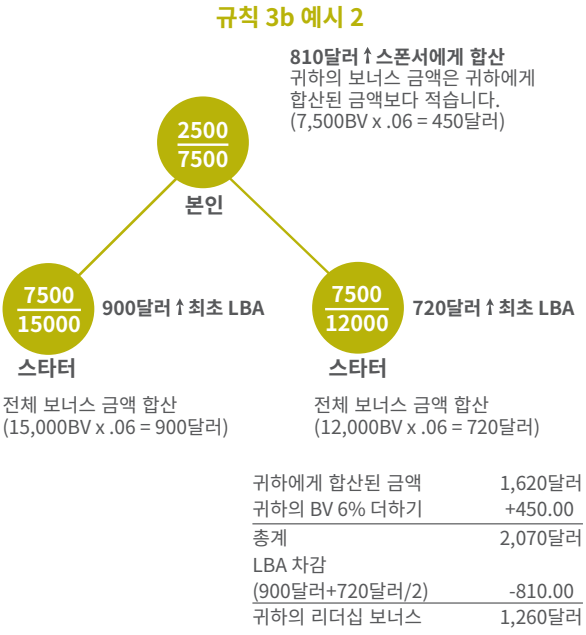 규칙 3b 예시 2
810달러↑스폰서에게 합산
귀하의 보너스 금액은 귀하에게
합산된 금액보다 적습니다.
(7,500BV x .06 = 450달러)
2500
7500
본인
7500
15000
900달러↑최초 LBA
스타터
7500
12000
720달러↑최초 LBA
스타터
전체 보너스 금액 합산
(15,000BV x .06 = 900달러)
전체 보너스 금액 합산
(12,000BV x .06 = 720달러)
귀하에게 합산된 금액 1,620달러
귀하의 BV 6% 더하기 +450.00
총계 2,070달러
LBA 차감
(900달러+720달러/2) -810.00
귀하의 리더십 보너스 1,260달러